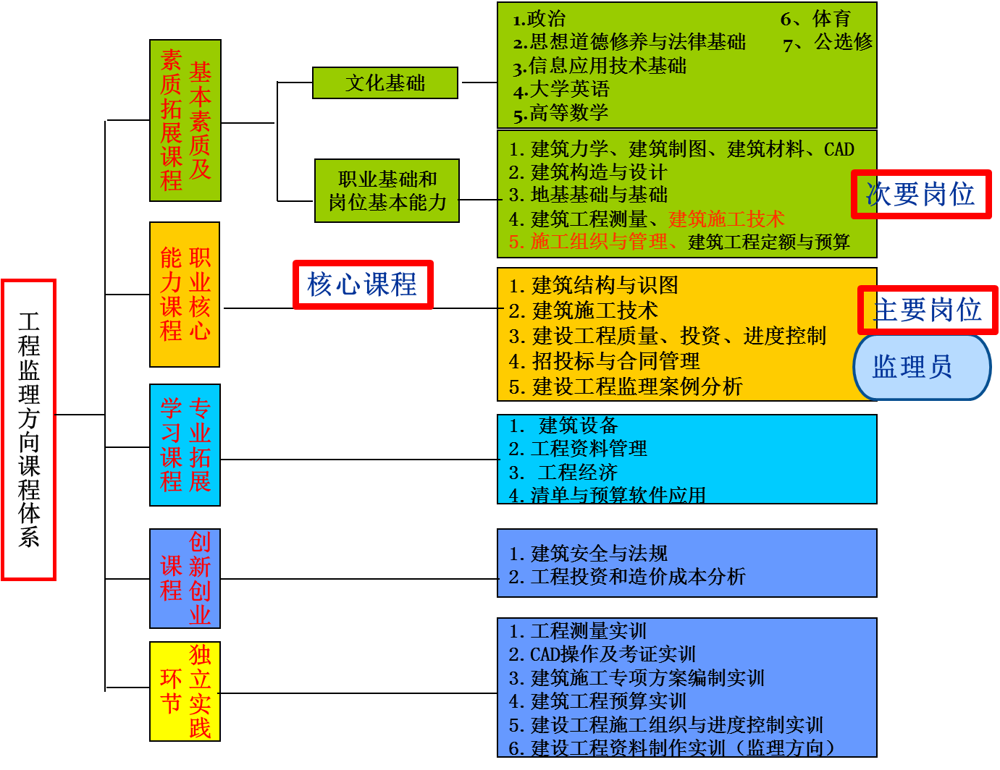 工程监理方向课程体系
基本素质及
素质拓展课程
文化基础
1.政治 6、体育
2.思想道德修养与法律基础 7、公选修
3.信息应用技术基础
4.大学英语
5.高等数学
职业基础和
岗位基本能力
1.建筑力学、建筑制图、建筑材料、CAD
2.建筑构造与设计
3.地基基础与基础
4.建筑工程测量、建筑施工技术
5.施工组织与管理、建筑工程定额与预算
次要岗位
职业核心
能力课程
核心课程
1.建筑结构与识图
2.建筑施工技术
3.建设工程质量、投资、进度控制
4.招投标与合同管理
5.建设工程监理案例分析
主要岗位
监理员
专业拓展
学习课程
1. 建筑设备
2.工程资料管理
3. 工程经济
4.清单与预算软件应用
创新创业
课程
1.建筑安全与法规
2.工程投资和造价成本分析
独立实践
环节
1.工程测量实训
2.CAD操作及考证实训
3.建筑施工专项方案编制实训
4.建筑工程预算实训
5.建设工程施工组织与进度控制实训
6.建设工程资料制作实训（监理方向）